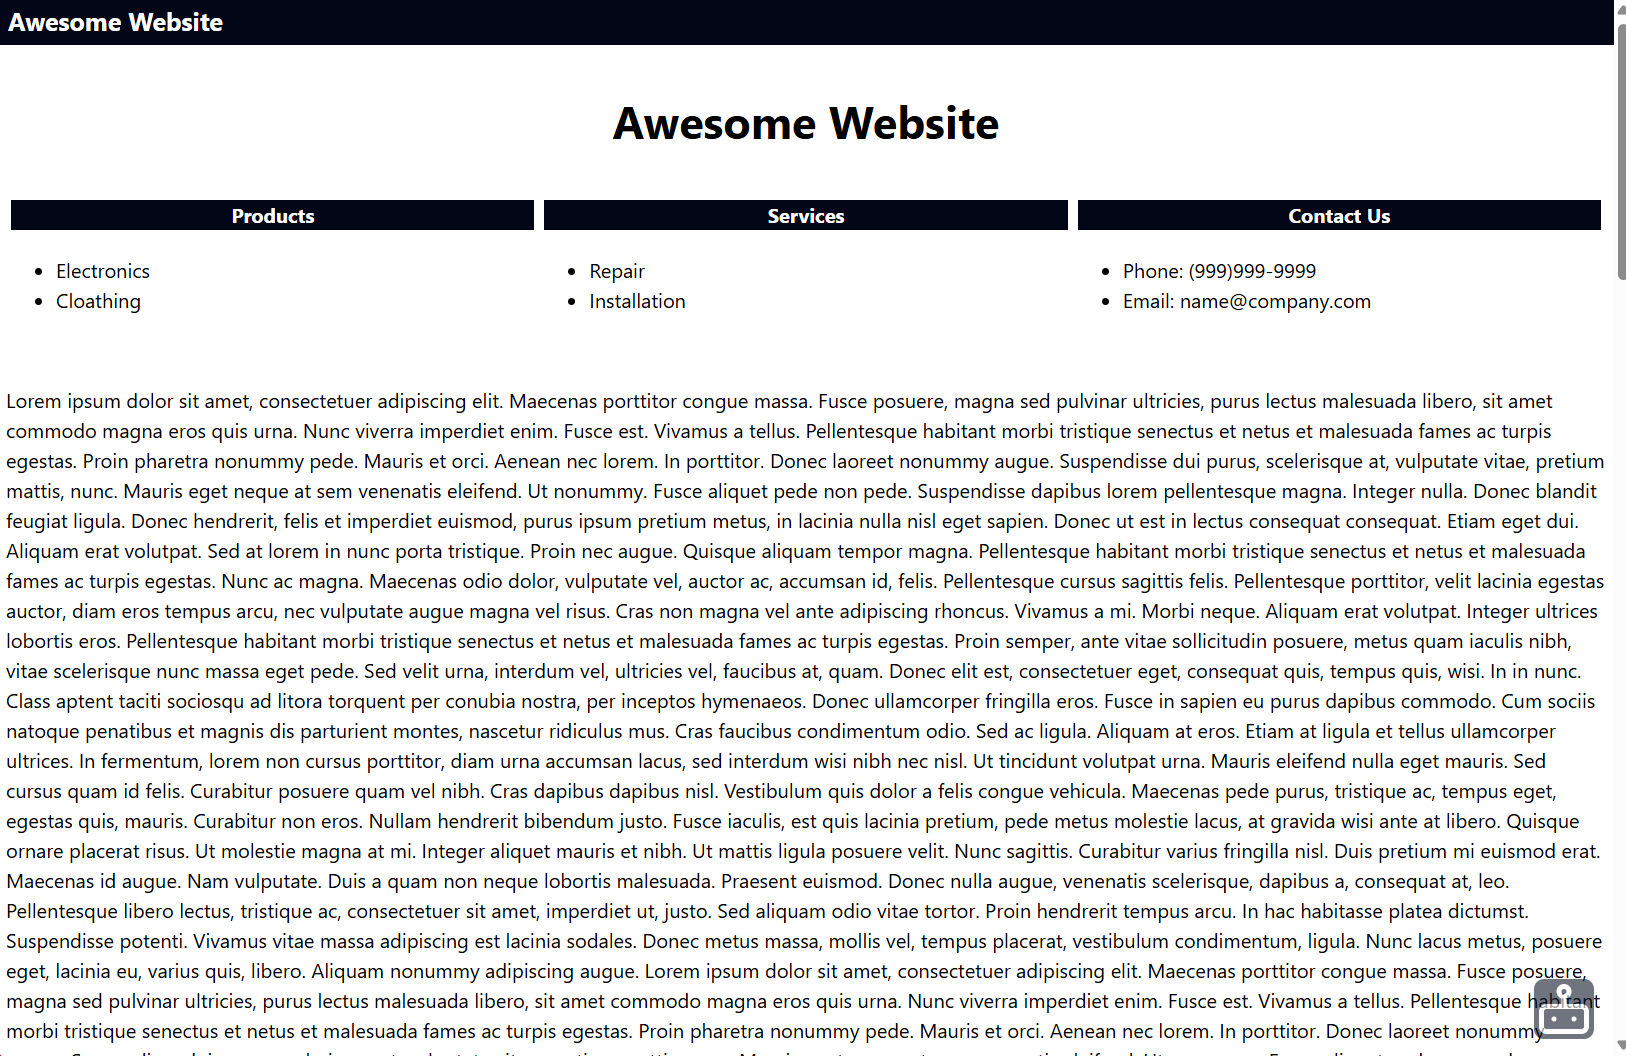 Awesome Website
Awesome Website
Products
Services
Contact Us
Electronics
Cloathing
Repair
Installation
Phone: (999)999-9999
Email: name@company.com
Lorem ipsum dolor sit amet, consectetuer adipiscing elit. Maecenas porttitor congue massa. Fusce posuere, magna sed pulvinar ultricies, purus lectus malesuada libero, sit amet
commodo magna eros quis urna. Nunc viverra imperdiet enim. Fusce est. Vivamus a tellus. Pellentesque habitant morbi tristique senectus et netus et malesuada fames ac turpis
egestas. Proin pharetra nonummy pede. Mauris et orci. Aenean nec lorem. In porttitor. Donec laoreet nonummy augue. Suspendisse dui purus, scelerisque at, vulputate vitae, pretium
mattis, nunc. Mauris eget neque at sem venenatis eleifend. Ut nonummy. Fusce aliquet pede non pede. Suspendisse dapibus lorem pellentesque magna. Integer nulla. Donec blandit
feugiat ligula. Donec hendrerit, felis et imperdiet euismod, purus ipsum pretium metus, in lacinia nulla nisl eget sapien. Donec ut est in lectus consequat consequat. Etiam eget dui.
Aliquam erat volutpat. Sed at lorem in nunc porta tristique. Proin nec augue. Quisque aliquam tempor magna. Pellentesque habitant morbi tristique senectus et netus et malesuada
fames ac turpis egestas. Nunc ac magna. Maecenas odio dolor, vulputate vel, auctor ac, accumsan id, felis. Pellentesque cursus sagittis felis. Pellentesque porttitor, velit lacinia egestas
auctor, diam eros tempus arcu, nec vulputate augue magna vel risus. Cras non magna vel ante adipiscing rhoncus. Vivamus a mi. Morbi neque. Aliquam erat volutpat. Integer ultrices
lobortis eros. Pellentesque habitant morbi tristique senectus et netus et malesuada fames ac turpis egestas. Proin semper, ante vitae sollicitudin posuere, metus quam iaculis nibh,
vitae scelerisque nunc massa eget pede. Sed velit urna, interdum vel, ultricies vel, faucibus at, quam. Donec elit est, consectetuer eget, consequat quis, tempus quis, wisi. In in nunc.
Class aptent taciti sociosqu ad litora torquent per conubia nostra, per inceptos hymenaeos. Donec ullamcorper fringilla eros. Fusce in sapien eu purus dapibus commodo. Cum sociis
natoque penatibus et magnis dis parturient montes, nascetur ridiculus mus. Cras faucibus condimentum odio. Sed ac ligula. Aliquam at eros. Etiam at ligula et tellus ullamcorper
ultrices. In fermentum, lorem non cursus porttitor, diam urna accumsan lacus, sed interdum wisi nibh nec nisl. Ut tincidunt volutpat urna. Mauris eleifend nulla eget mauris. Sed
cursus quam id felis. Curabitur posuere quam vel nibh. Cras dapibus dapibus nisl. Vestibulum quis dolor a felis congue vehicula. Maecenas pede purus, tristique ac, tempus eget,
egestas quis, mauris. Curabitur non eros. Nullam hendrerit bibendum justo. Fusce iaculis, est quis lacinia pretium, pede metus molestie lacus, at gravida wisi ante at libero. Quisque
ornare placerat risus. Ut molestie magna at mi. Integer aliquet mauris et nibh. Ut mattis ligula posuere velit. Nunc sagittis. Curabitur varius fringilla nisl. Duis pretium mi euismod erat.
Maecenas id augue. Nam vulputate. Duis a quam non neque lobortis malesuada. Praesent euismod. Donec nulla augue, venenatis scelerisque, dapibus a, consequat at, leo.
Pellentesque libero lectus, tristique ac, consectetuer sit amet, imperdiet ut, justo. Sed aliquam odio vitae tortor. Proin hendrerit tempus arcu. In hac habitasse platea dictumst.
Suspendisse potenti. Vivamus vitae massa adipiscing est lacinia sodales. Donec metus massa, mollis vel, tempus placerat, vestibulum condimentum, ligula. Nunc lacus metus, posuere
eget, lacinia eu, varius quis, libero. Aliquam nonummy adipiscing augue. Lorem ipsum dolor sit amet, consectetuer adipiscing elit. Maecenas porttitor congue massa. Fusce posuere,
magna sed pulvinar ultricies, purus lectus malesuada libero, sit amet commodo magna eros quis urna. Nunc viverra imperdiet enim. Fusce est. Vivamus a tellus. Pellentesque habitant
morbi tristique senectus et netus et malesuada fames ac turpis egestas. Proin pharetra nonummy pede. Mauris et orci. Aenean nec lorem. In porttitor. Donec laoreet nonummy